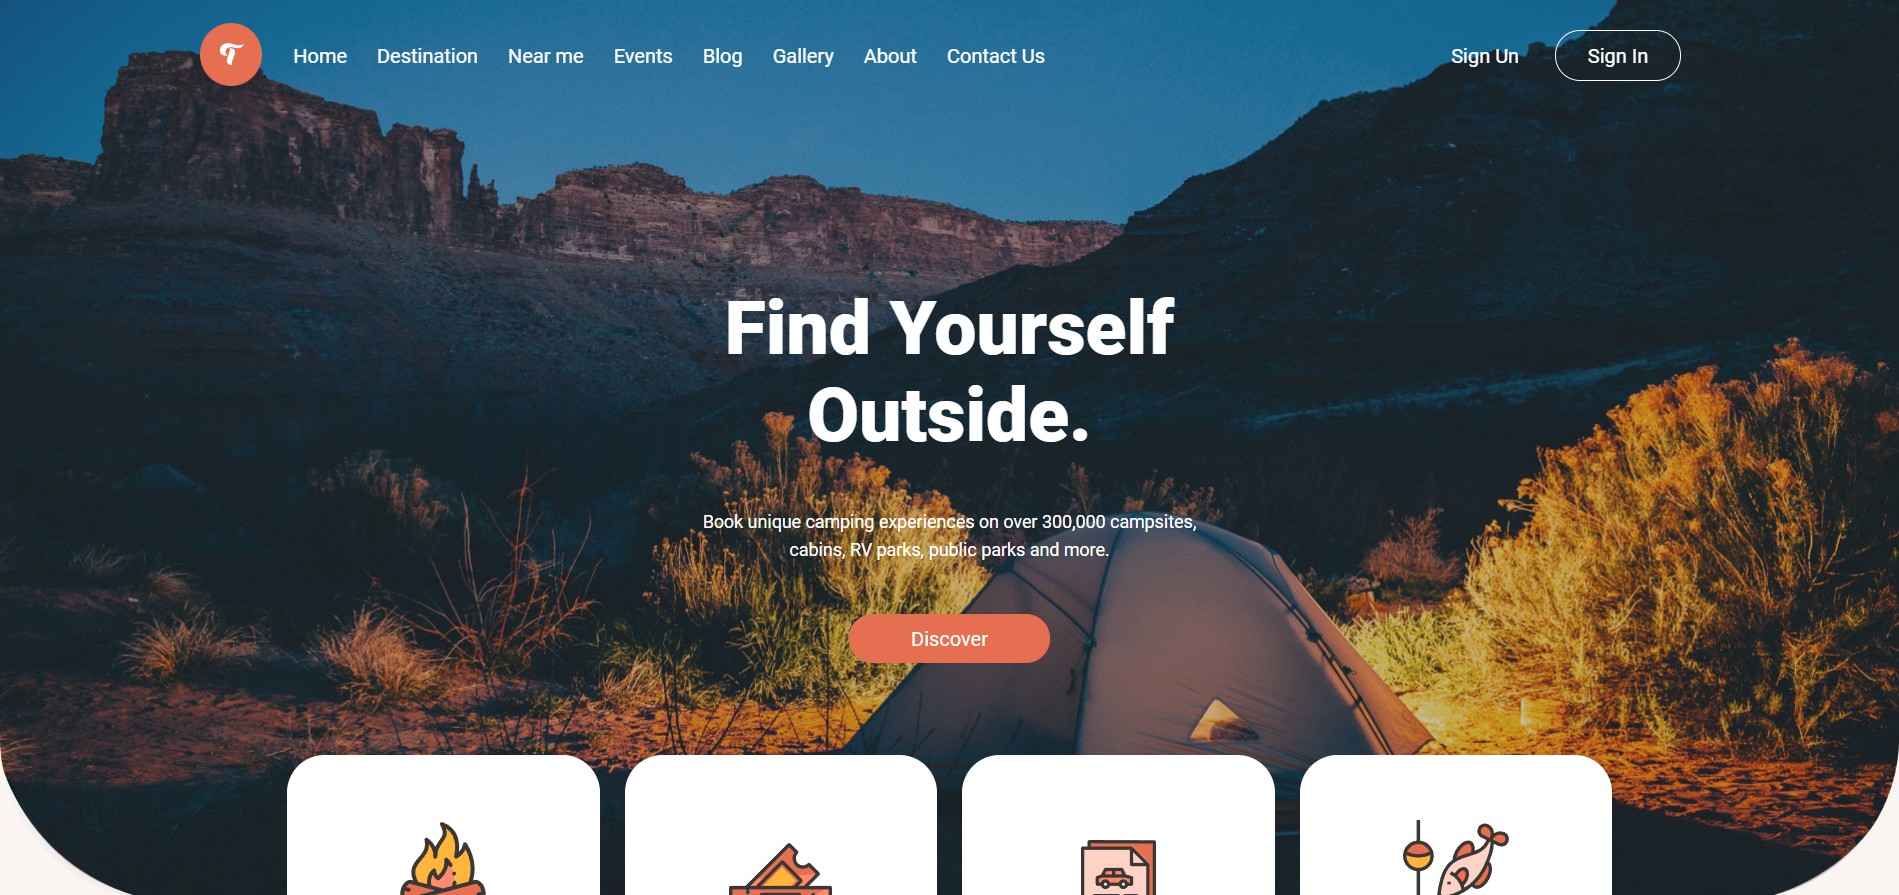 T
Home Destination Near me Events Blog Gallery About Contact Us Sign Un Sign In
Find Yourself
Outside.
Book unique camping experiences on over 300,000 campsites,
cabins, RV parks, public parks and more.
Discover